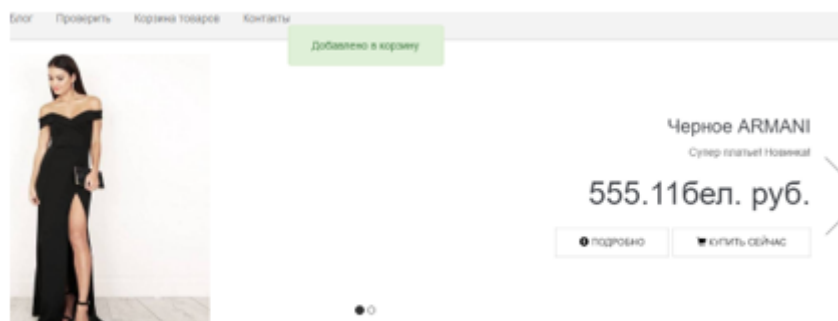 Блог Проверить Корзина товаров Контакты
Добавлено в корзину
Черное ARMANI
Супер платье! Новинка!
555.11бел. руб.
ПОДРОБНО КУПИТЬ СЕЙЧАС